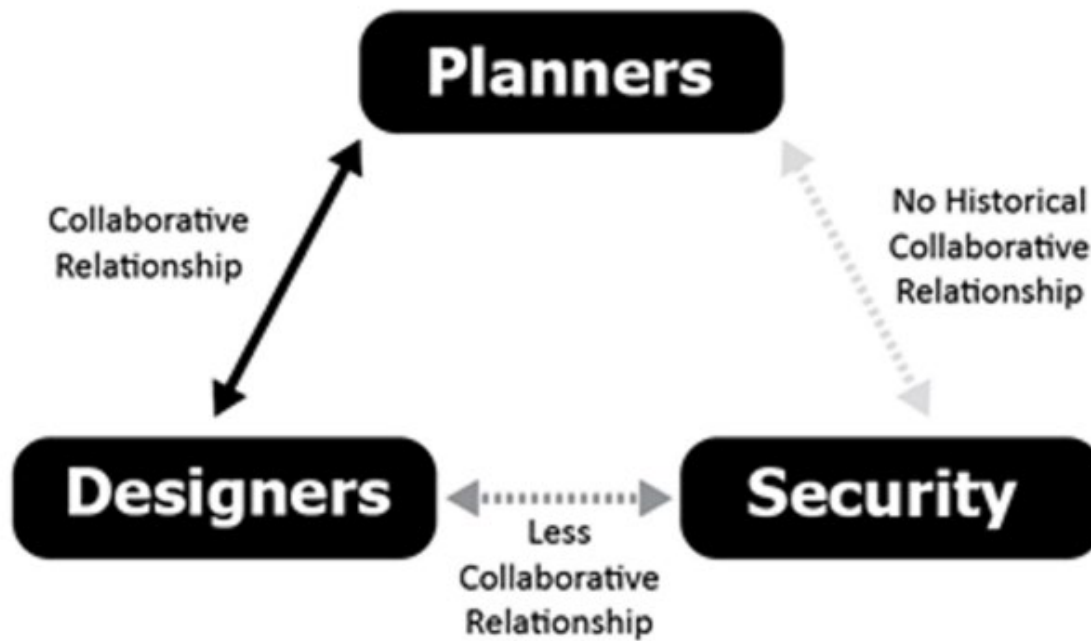 Planners
Collaborative
Relationship
No Historical
Collaborative
Relationship
Designers
Security
Less
Collaborative
Relationship